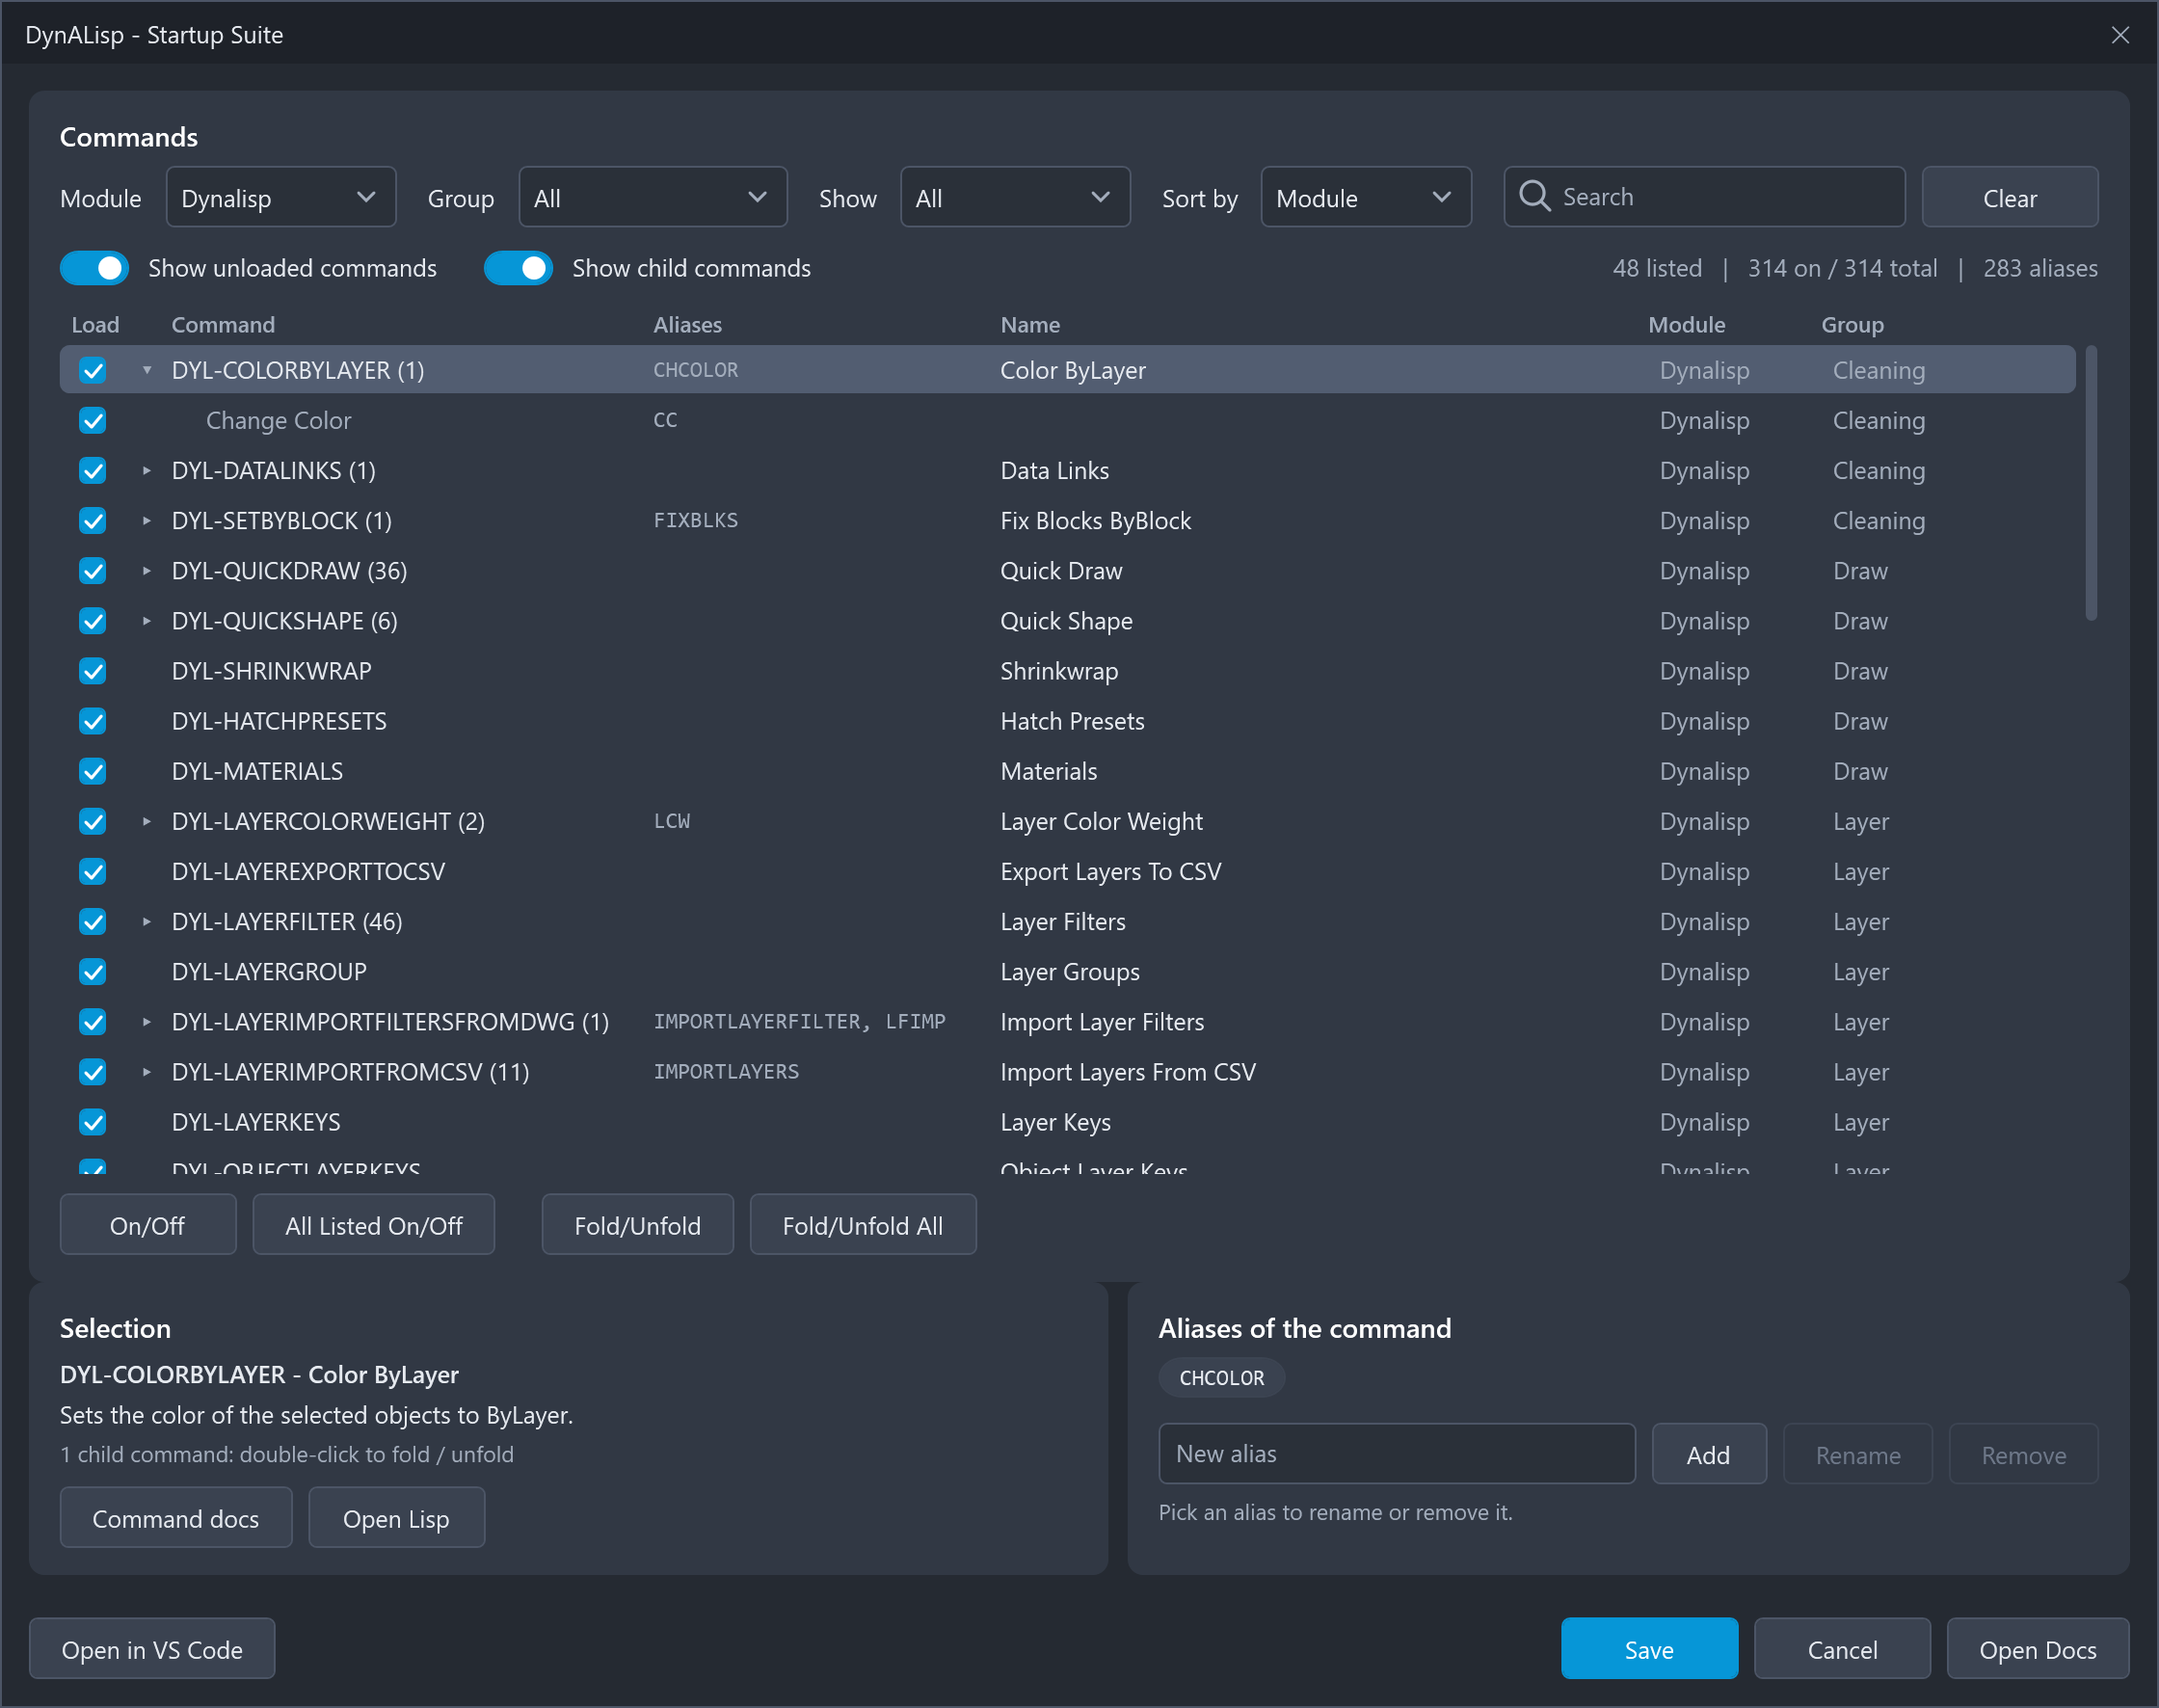 DynALisp - Startup Suite
Commands
Module Dynalisp Group All Show All Sort by Module Search Clear
Show unloaded commands Show child commands 48 listed | 314 on / 314 total | 283 aliases
Load Command Aliases Name Module Group
DYL-COLORBYLAYER (1) CHCOLOR Color ByLayer Dynalisp Cleaning
Change Color CC Dynalisp Cleaning
DYL-DATALINKS (1) Data Links Dynalisp Cleaning
DYL-SETBYBLOCK (1) FIXBLKS Fix Blocks ByBlock Dynalisp Cleaning
DYL-QUICKDRAW (36) Quick Draw Dynalisp Draw
DYL-QUICKSHAPE (6) Quick Shape Dynalisp Draw
DYL-SHRINKWRAP Shrinkwrap Dynalisp Draw
DYL-HATCHPRESETS Hatch Presets Dynalisp Draw
DYL-MATERIALS Materials Dynalisp Draw
DYL-LAYERCOLORWEIGHT (2) LCW Layer Color Weight Dynalisp Layer
DYL-LAYEREXPORTTOCSV Export Layers To CSV Dynalisp Layer
DYL-LAYERFILTER (46) Layer Filters Dynalisp Layer
DYL-LAYERGROUP Layer Groups Dynalisp Layer
DYL-LAYERIMPORTFILTERSFROMDWG (1) IMPORTLAYERFILTER, LFIMP Import Layer Filters Dynalisp Layer
DYL-LAYERIMPORTFROMCSV (11) IMPORTLAYERS Import Layers From CSV Dynalisp Layer
DYL-LAYERKEYS Layer Keys Dynalisp Layer
DYL-OBJECTLAYERKEYS Object Layer Keys Dynalisp Layer
On/Off All Listed On/Off Fold/Unfold Fold/Unfold All
Selection
DYL-COLORBYLAYER - Color ByLayer
Sets the color of the selected objects to ByLayer.
1 child command: double-click to fold / unfold
Command docs Open Lisp
Aliases of the command
CHCOLOR
New alias Add Rename Remove
Pick an alias to rename or remove it.
Open in VS Code Save Cancel Open Docs